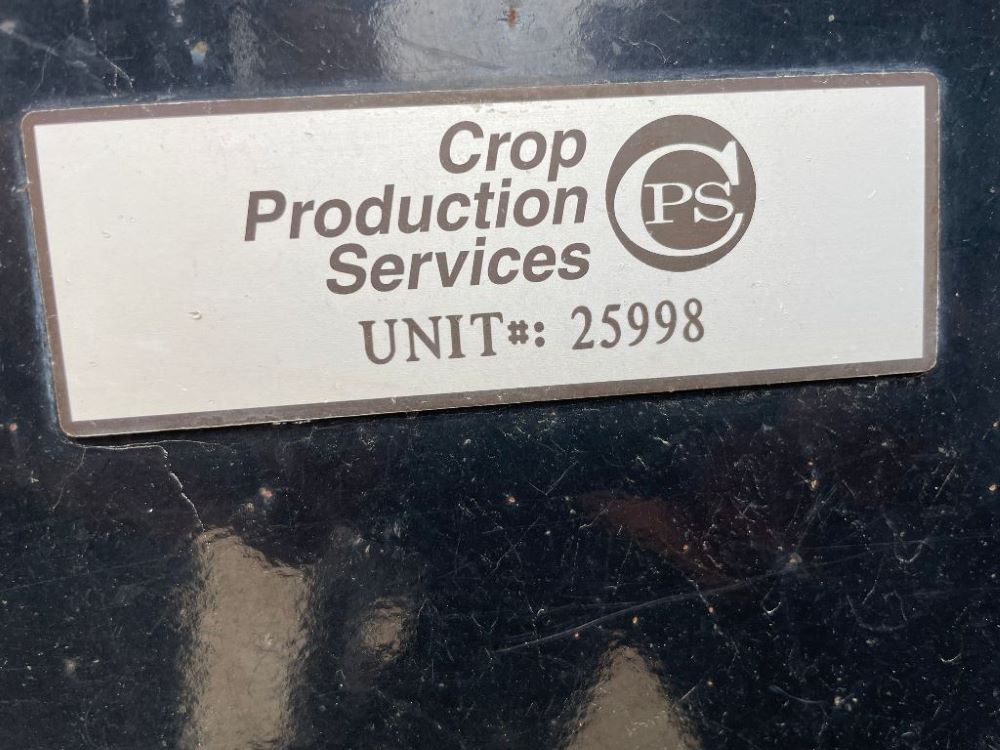 Crop
Production
Services
CPS
UNIT#: 25998